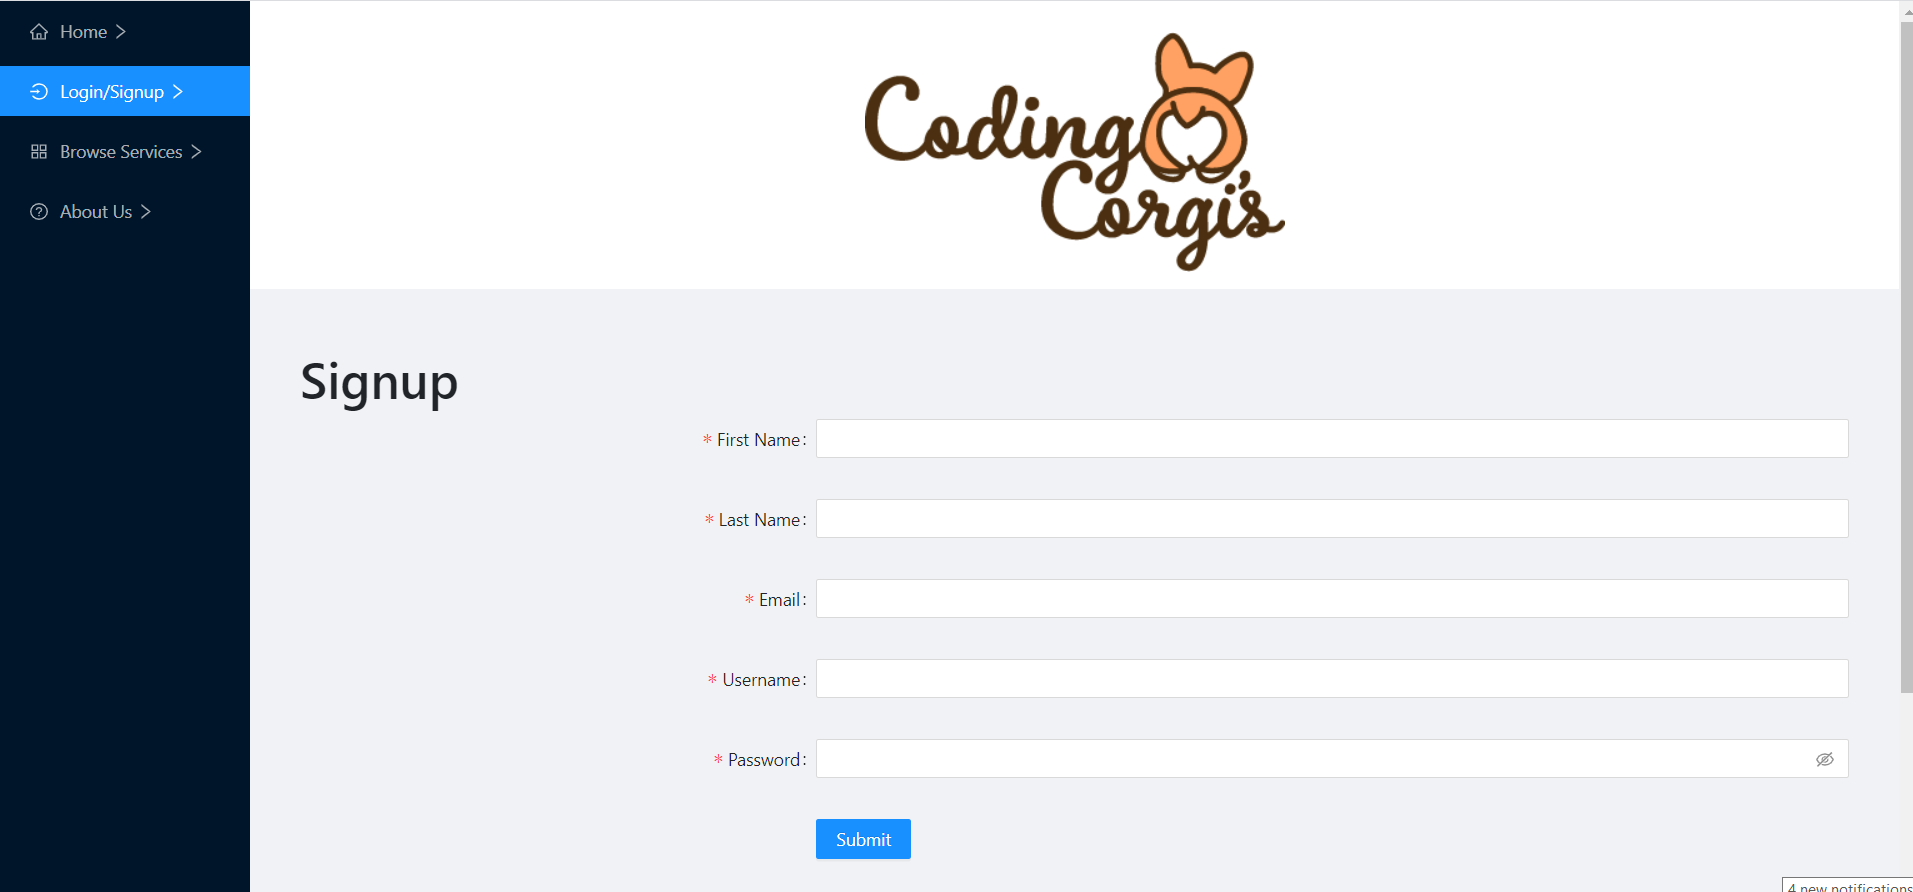 Home
Login/Signup
Browse Services
About Us
Coding
Corgi's
Signup
* First Name:
* Last Name:
* Email:
* Username:
* Password:
Submit
4 new notifications